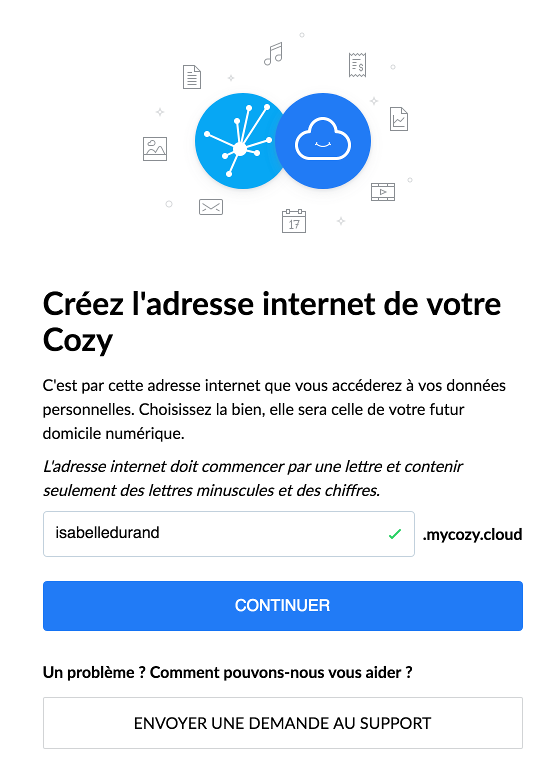 $
17
Créez l'adresse internet de votre
Cozy
C'est par cette adresse internet que vous accéderez à vos données
personnelles. Choisissez la bien, elle sera celle de votre futur
domicile numérique.
L'adresse internet doit commencer par une lettre et contenir
seulement des lettres minuscules et des chiffres.
isabelledurand .mycozy.cloud
CONTINUER
Un problème ? Comment pouvons-nous vous aider ?
ENVOYER UNE DEMANDE AU SUPPORT